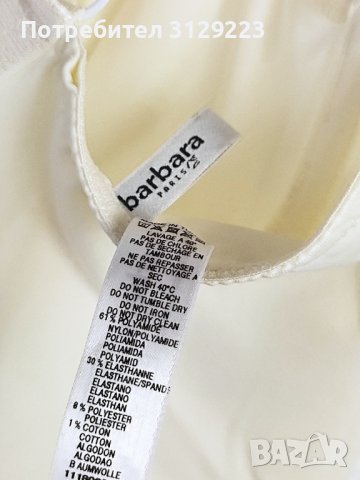 Потребител 3129223
barbara
PARIS
LAVAGE A 40°
PAS DE CHLORE
PAS DE SECHAGE EN
TAMBOUR
NE PAS REPASSER
PAS DE NETTOYAGE A
SEC
WASH 40°C
DO NOT BLEACH
DO NOT TUMBLE DRY
DO NOT IRON
DO NOT DRY CLEAN
61% POLYAMIDE
NYLON/POLYAMIDE
POLIAMIDA
POLIAMIDA
POLYAMID
30 % ELASTHANNE
ELASTHANE/SPANDE
ELASTANO
ELASTANO
ELASTHAN
8 % POLYESTER
POLIESTER
1 % COTON
COTTON
ALGODON
ALGODAO
BAUMWOLLE
BAZAR